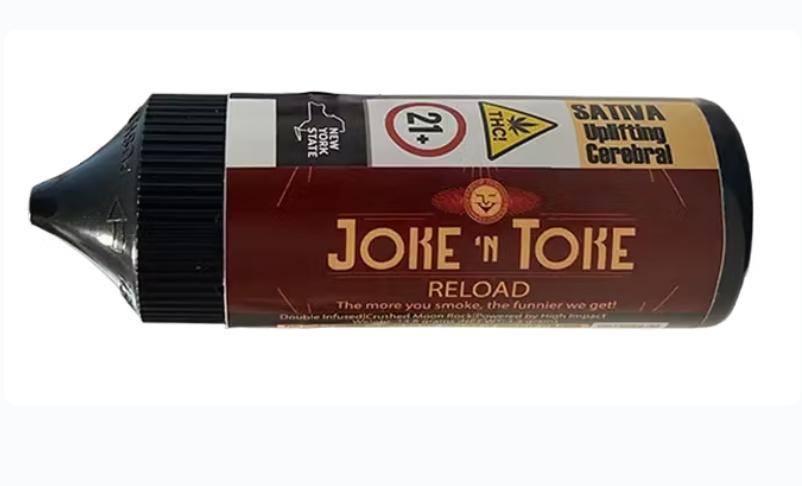 NEW
YORK
STATE
21+
THC!
SATIVA
Uplifting
Cerebral
JOKE 'N TOKE
RELOAD
The more you smoke, the funnier we get!
Double Infused|Crushed Moon Rock|Powered by High Impact